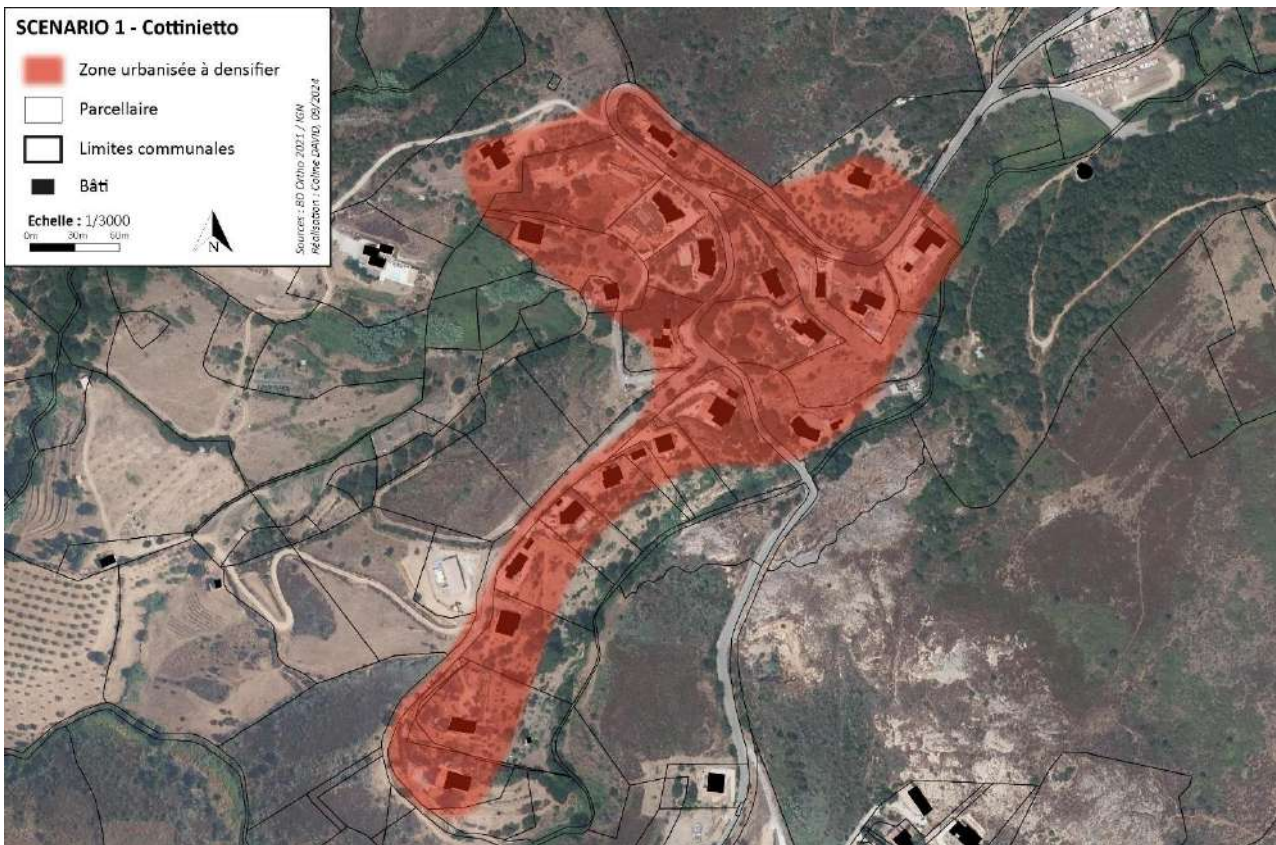 SCENARIO 1 - Cottinietto
Zone urbanisée à densifier
Parcellaire
Limites communales
Bâti
Echelle : 1/3000
0m 30m 60m
N
Sources : BD Ortho 2021 / IGN
Réalisation : Coline DAVID, 09/2024